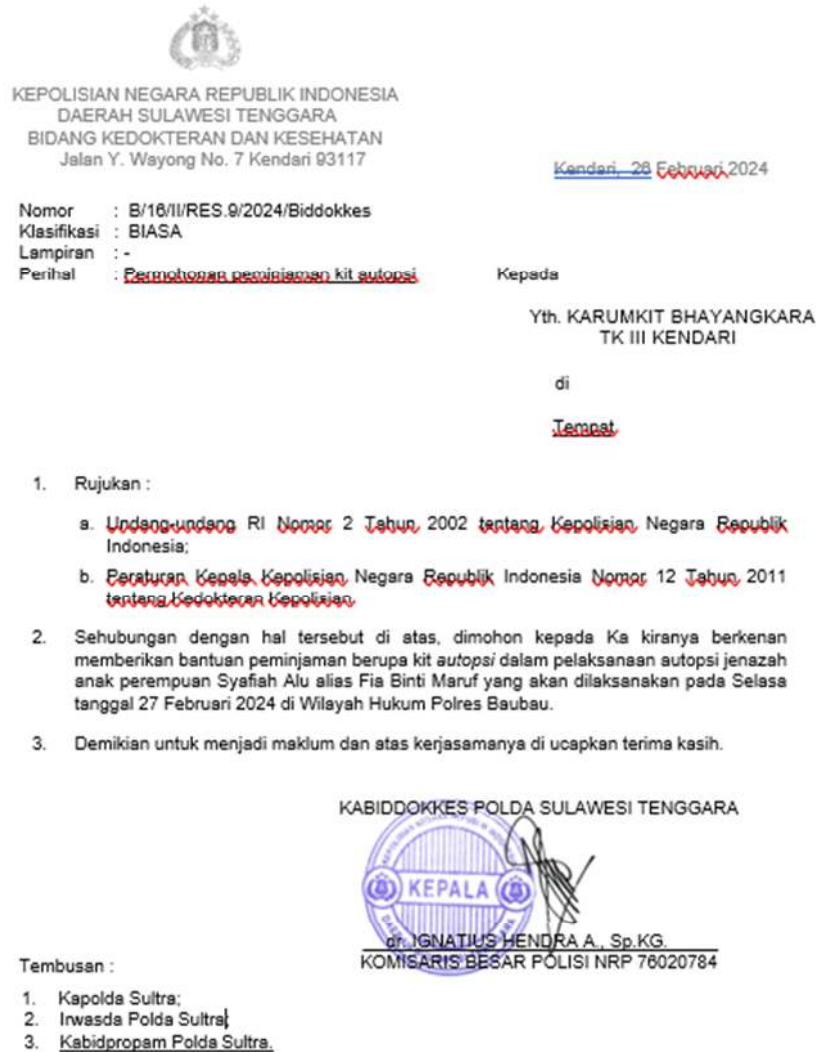 KEPOLISIAN NEGARA REPUBLIK INDONESIA
DAERAH SULAWESI TENGGARA
BIDANG KEDOKTERAN DAN KESEHATAN
Jalan Y. Wayong No. 7 Kendari 93117
Kendari, 26 Februari 2024
Nomor : B/16/II/RES.9/2024/Biddokkes
Klasifikasi : BIASA
Lampiran : -
Perihal : Permohonan peminjaman kit autopsi
Kepada
Yth. KARUMKIT BHAYANGKARA
TK III KENDARI
di
Tempat
1. Rujukan :
a. Undang-undang RI Nomor 2 Tahun 2002 tentang Kepolisian Negara Republik
Indonesia;
b. Peraturan Kepala Kepolisian Negara Republik Indonesia Nomor 12 Tahun 2011
tentang Kedokteran Kepolisian.
2. Sehubungan dengan hal tersebut di atas, dimohon kepada Ka kiranya berkenan
memberikan bantuan peminjaman berupa kit autopsi dalam pelaksanaan autopsi jenazah
anak perempuan Syafiah Alu alias Fia Binti Maruf yang akan dilaksanakan pada Selasa
tanggal 27 Februari 2024 di Wilayah Hukum Polres Baubau.
3. Demikian untuk menjadi maklum dan atas kerjasamanya di ucapkan terima kasih.
KABIDDOKKES POLDA SULAWESI TENGGARA
KEPALA
dr. IGNATIUS HENDRA A., Sp.KG.
KOMISARIS BESAR POLISI NRP 76020784
Tembusan :
1. Kapolda Sultra;
2. Irwasda Polda Sultra;
3. Kabidpropam Polda Sultra.